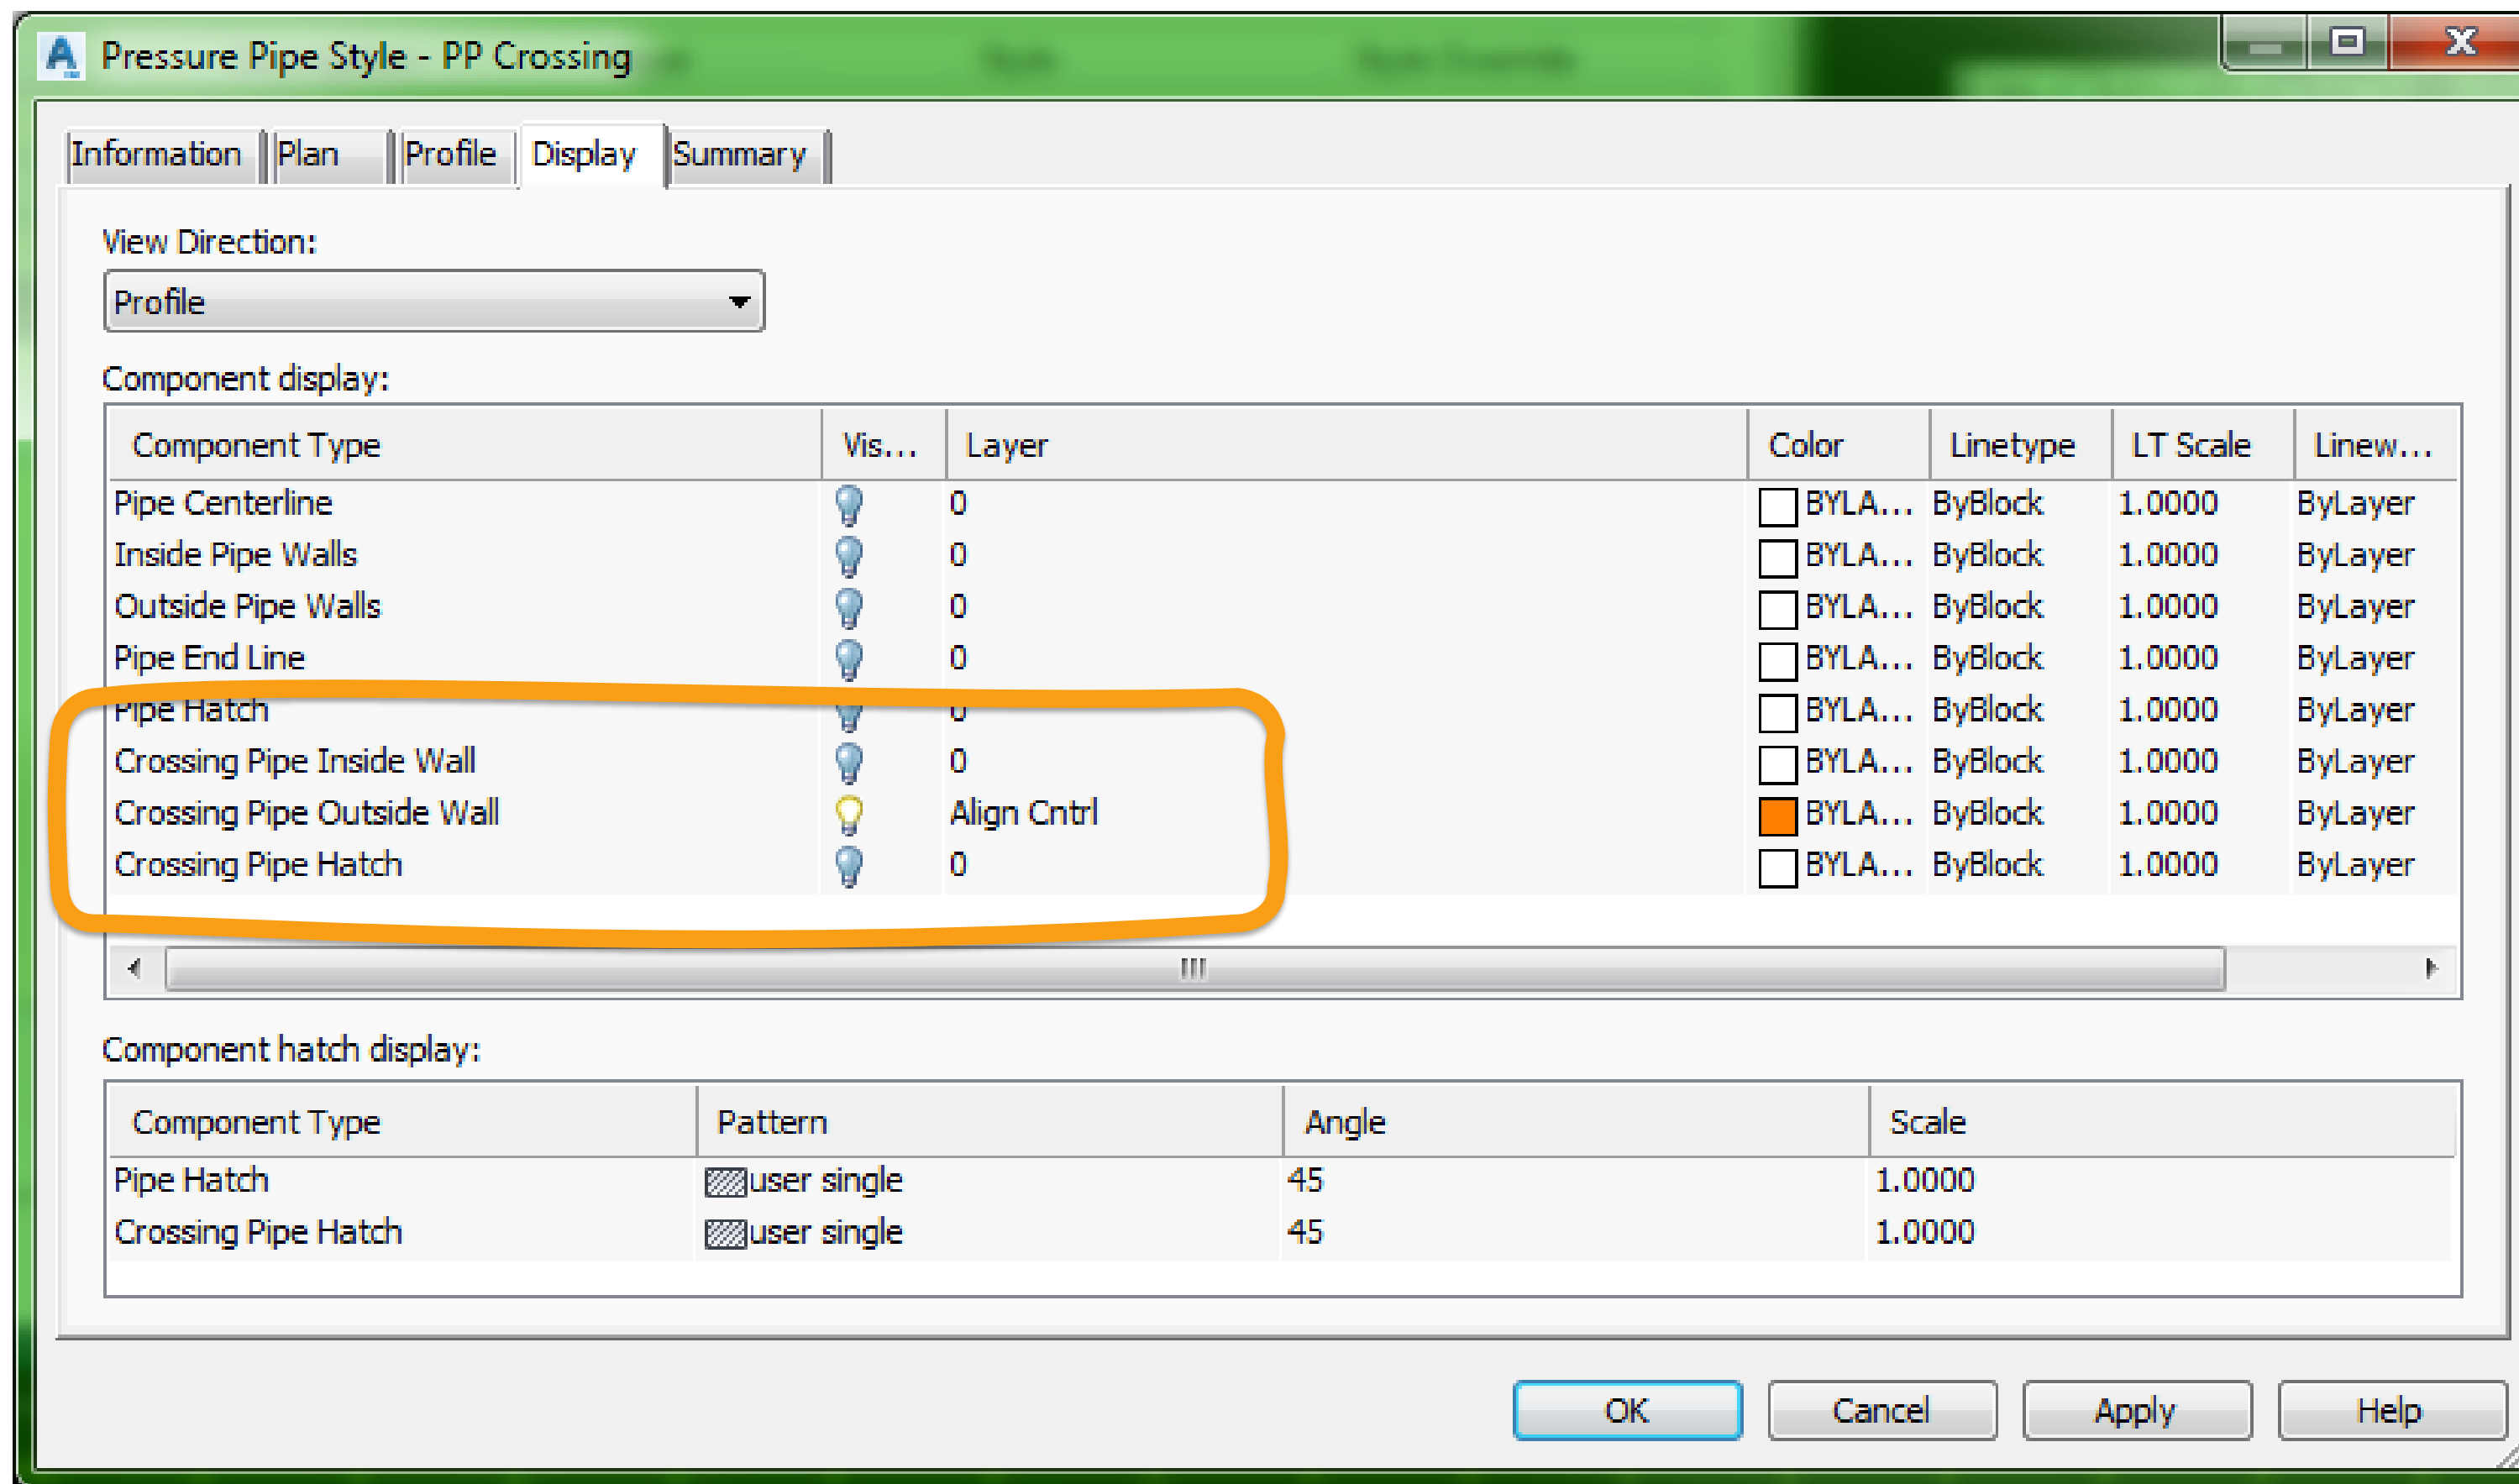 Pressure Pipe Style - PP Crossing
Information Plan Profile Display Summary
View Direction:
Profile
Component display:
Component Type Vis... Layer Color Linetype LT Scale Linew...
Pipe Centerline 0 BYLA... ByBlock 1.0000 ByLayer
Inside Pipe Walls 0 BYLA... ByBlock 1.0000 ByLayer
Outside Pipe Walls 0 BYLA... ByBlock 1.0000 ByLayer
Pipe End Line 0 BYLA... ByBlock 1.0000 ByLayer
Pipe Hatch 0 BYLA... ByBlock 1.0000 ByLayer
Crossing Pipe Inside Wall 0 BYLA... ByBlock 1.0000 ByLayer
Crossing Pipe Outside Wall Align Cntrl BYLA... ByBlock 1.0000 ByLayer
Crossing Pipe Hatch 0 BYLA... ByBlock 1.0000 ByLayer
Component hatch display:
Component Type Pattern Angle Scale
Pipe Hatch user single 45 1.0000
Crossing Pipe Hatch user single 45 1.0000
OK Cancel Apply Help